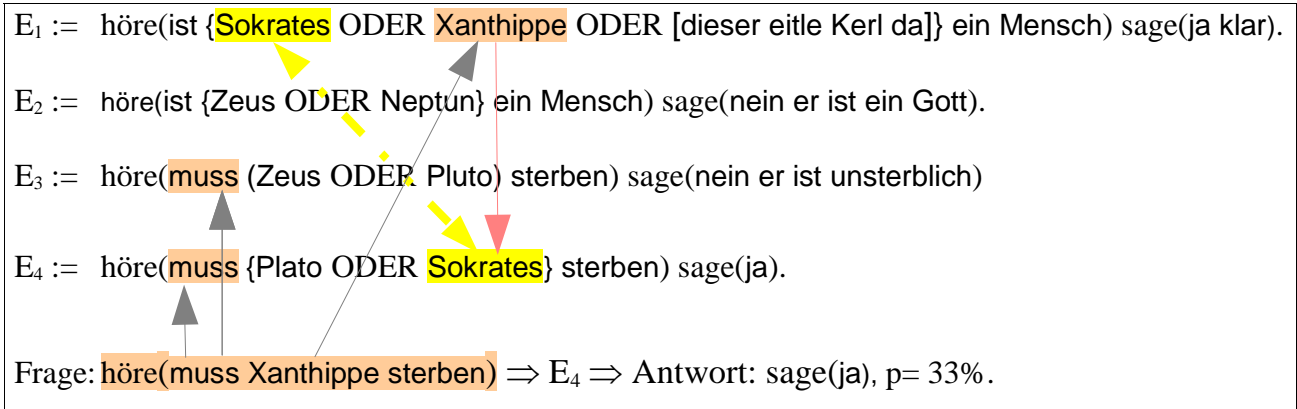 E₁ := höre(ist {Sokrates ODER Xanthippe ODER [dieser eitle Kerl da]} ein Mensch) sage(ja klar).
E₂ := höre(ist {Zeus ODER Neptun} ein Mensch) sage(nein er ist ein Gott).
E₃ := höre(muss (Zeus ODER Pluto) sterben) sage(nein er ist unsterblich)
E₄ := höre(muss {Plato ODER Sokrates} sterben) sage(ja).
Frage: höre(muss Xanthippe sterben) ⇒ E₄ ⇒ Antwort: sage(ja), p= 33%.